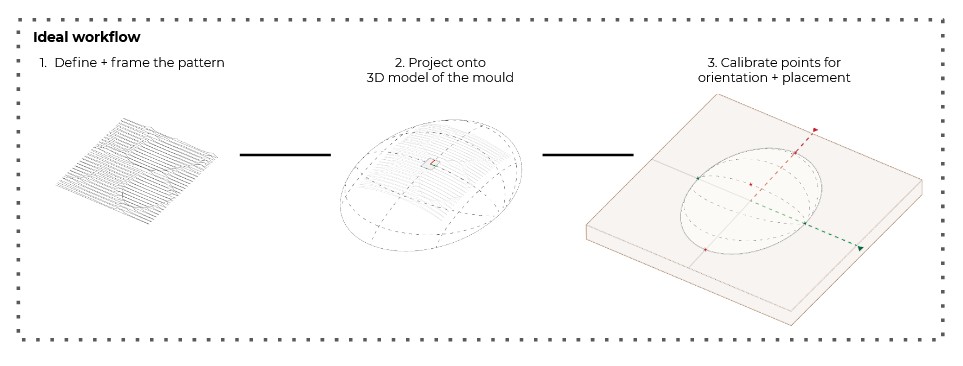 Ideal workflow
1. Define + frame the pattern
2. Project onto
3D model of the mould
3. Calibrate points for
orientation + placement